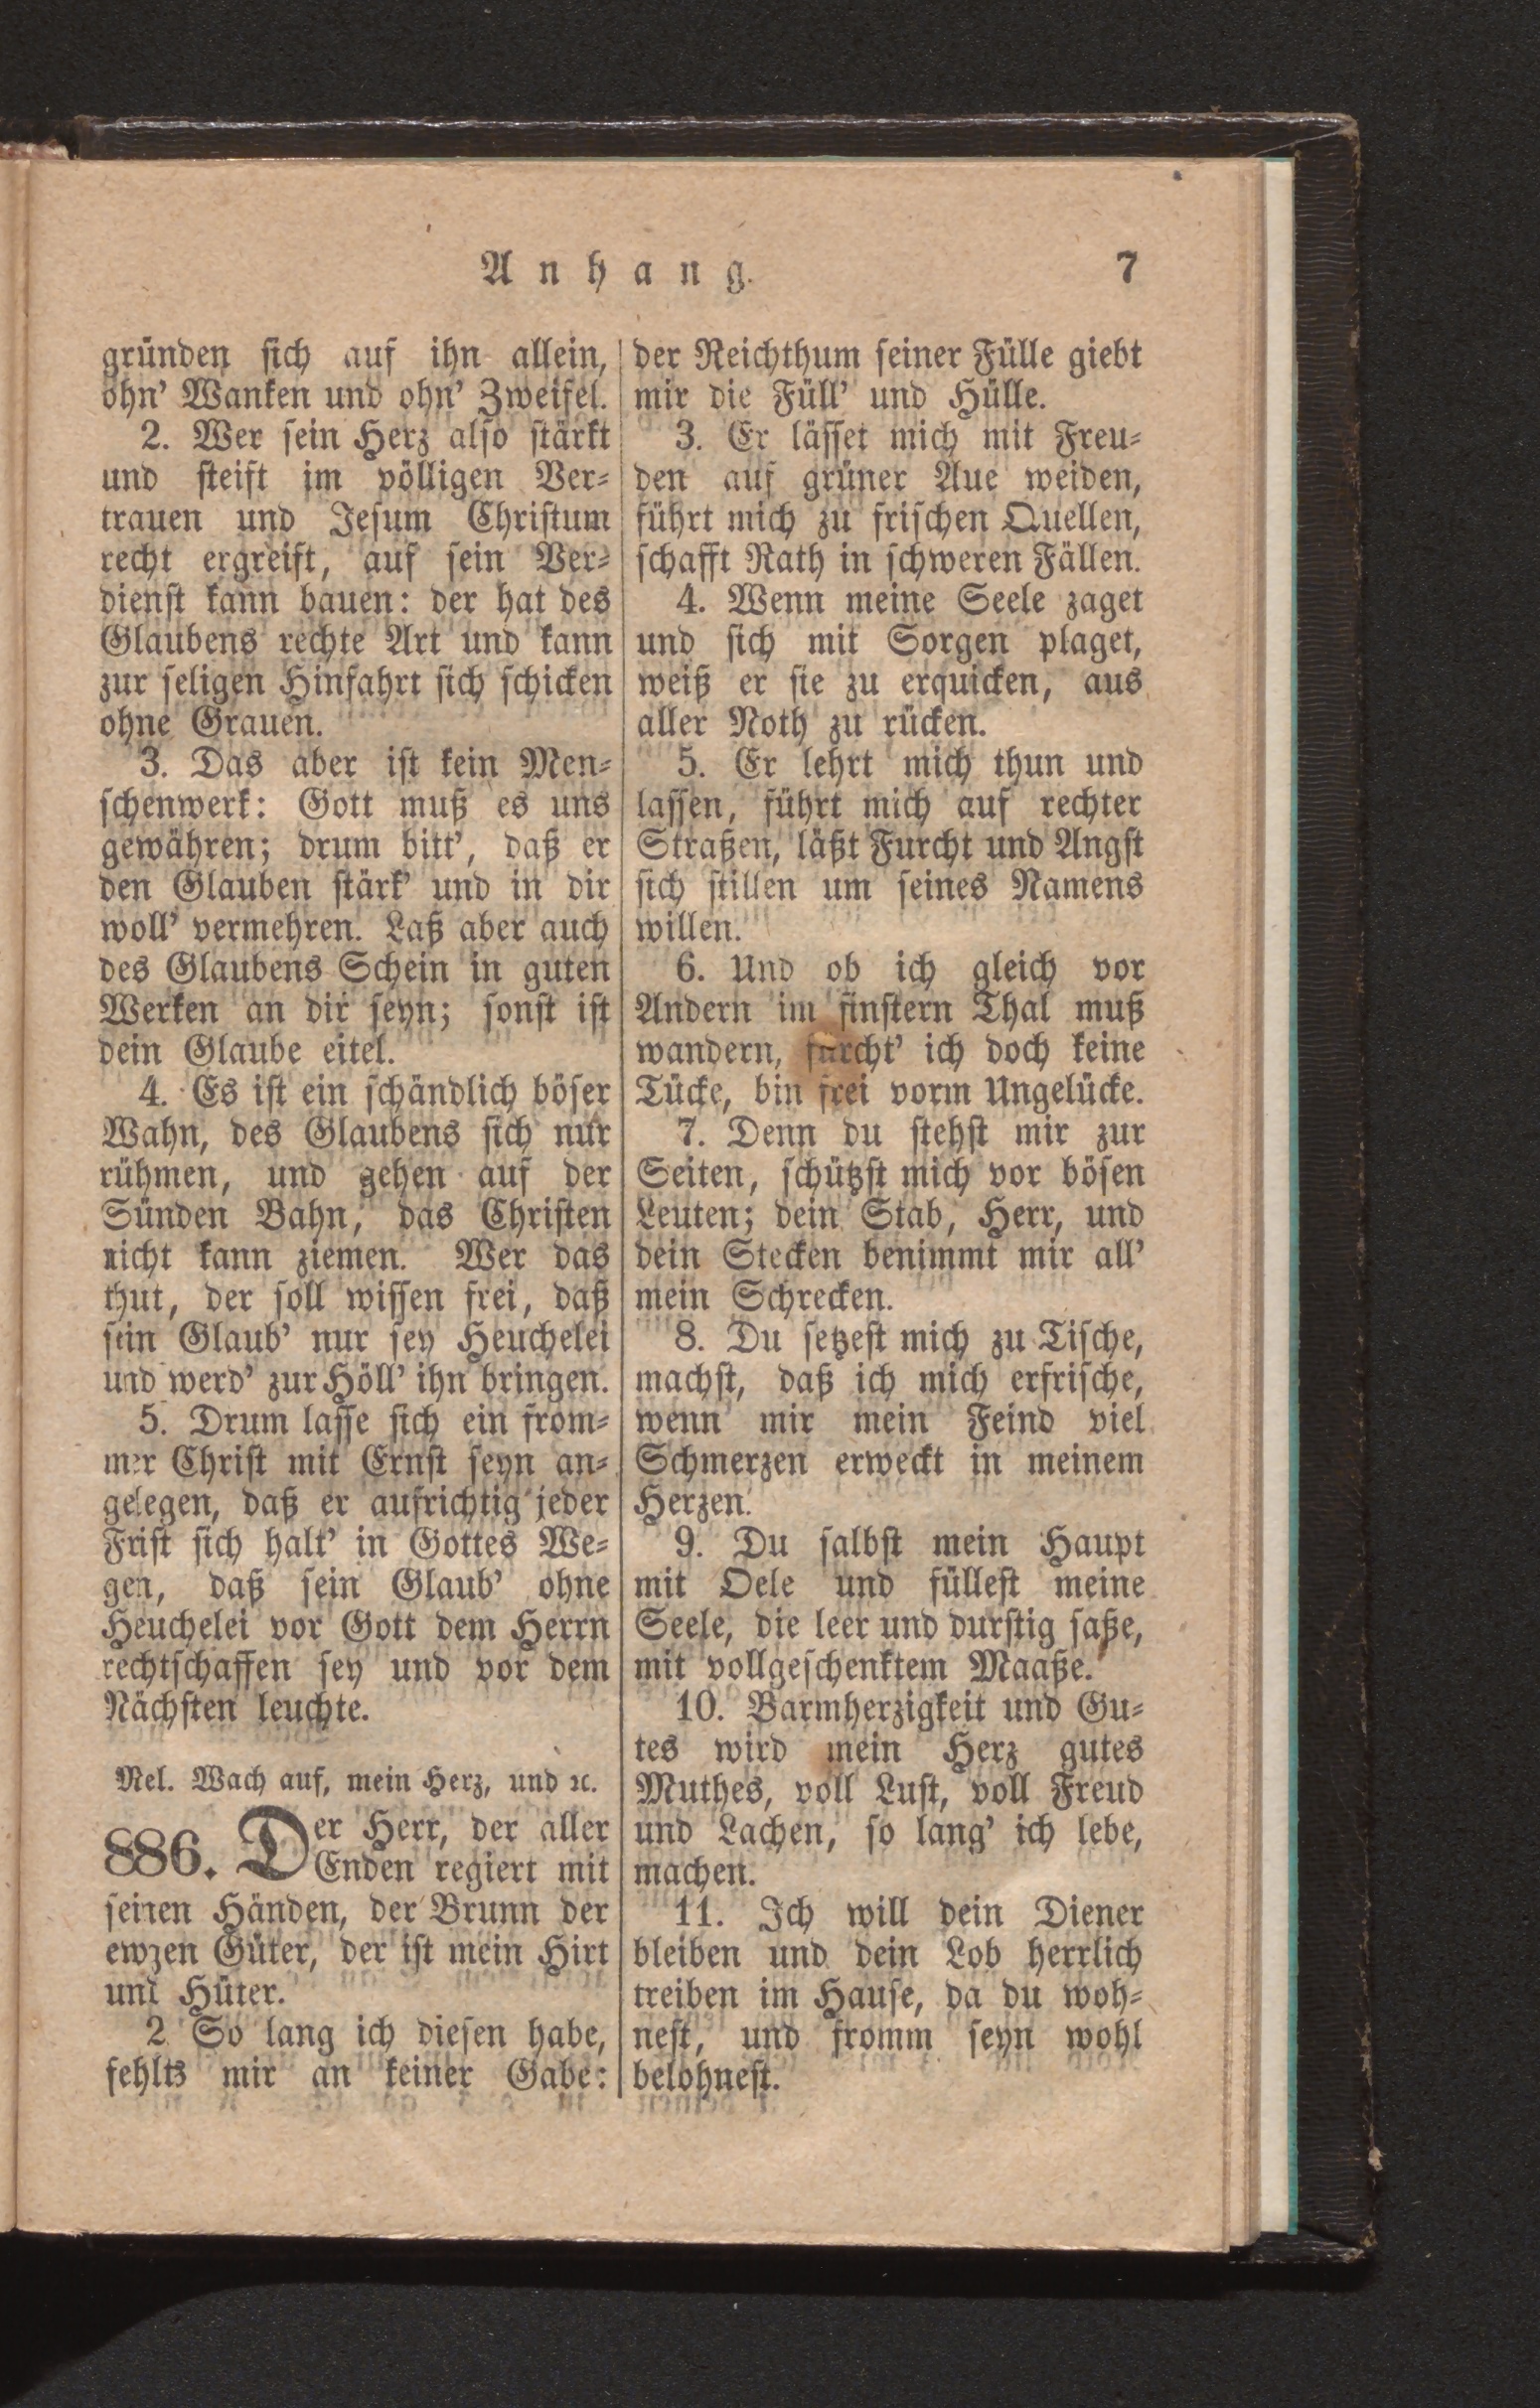 Anhang. 7
gründen sich auf ihn allein,
ohn' Wanken und ohn' Zweifel.
2. Wer sein Herz also stärkt
und steift im völligen Ver-
trauen und Jesum Christum
recht ergreift, auf sein Ver-
dienst kann bauen: der hat des
Glaubens rechte Art und kann
zur seligen Hinfahrt sich schicken
ohne Grauen.
3. Das aber ist kein Men-
schenwerk: Gott muß es uns
gewähren; drum bitt', daß er
den Glauben stärk' und in dir
woll' vermehren. Laß aber auch
des Glaubens Schein in guten
Werken an dir seyn; sonst ist
dein Glaube eitel.
4. Es ist ein schändlich böser
Wahn, des Glaubens sich nur
rühmen, und gehen auf der
Sünden Bahn, das Christen
nicht kann ziemen. Wer das
thut, der soll wissen frei, daß
sein Glaub' nur sey Heuchelei
und werd' zur Höll' ihn bringen.
5. Drum lasse sich ein from-
mer Christ mit Ernst seyn an-
gelegen, daß er aufrichtig jeder
Frist sich halt' in Gottes We-
gen, daß sein Glaub' ohne
Heuchelei vor Gott dem Herrn
rechtschaffen sey und vor dem
Nächsten leuchte.
Mel. Wach auf, mein Herz, und ꝛc.
886. Der Herr, der aller
Enden regiert mit
seinen Händen, der Brunn der
ewgen Güter, der ist mein Hirt
und Hüter.
2 So lang ich diesen habe,
fehlts mir an keiner Gabe:
der Reichthum seiner Fülle giebt
mir die Füll' und Hülle.
3. Er lässet mich mit Freu-
den auf grüner Aue weiden,
führt mich zu frischen Quellen,
schafft Rath in schweren Fällen.
4. Wenn meine Seele zaget
und sich mit Sorgen plaget,
weiß er sie zu erquicken, aus
aller Noth zu rücken.
5. Er lehrt mich thun und
lassen, führt mich auf rechter
Straßen, läßt Furcht und Angst
sich stillen um seines Namens
willen.
6. Und ob ich gleich vor
Andern im finstern Thal muß
wandern, fürcht' ich doch keine
Tücke, bin frei vorm Ungelücke.
7. Denn du stehst mir zur
Seiten, schützst mich vor bösen
Leuten; dein Stab, Herr, und
dein Stecken benimmt mir all'
mein Schrecken.
8. Du setzest mich zu Tische,
machst, daß ich mich erfrische,
wenn mir mein Feind viel
Schmerzen erweckt in meinem
Herzen.
9. Du salbst mein Haupt
mit Oele und füllest meine
Seele, die leer und durstig saße,
mit vollgeschenktem Maaße.
10. Barmherzigkeit und Gu-
tes wird mein Herz gutes
Muthes, voll Lust, voll Freud
und Lachen, so lang' ich lebe,
machen.
11. Ich will dein Diener
bleiben und dein Lob herrlich
treiben im Hause, da du woh-
nest, und fromm seyn wohl
belohnest.